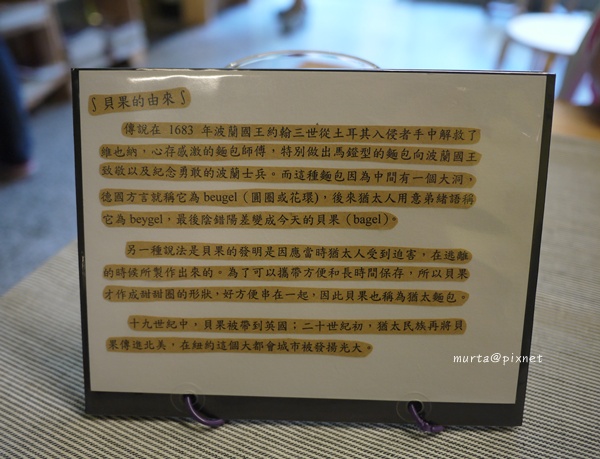 ∫貝果的由來∫
傳說在 1683 年波蘭國王約翰三世從土耳其入侵者手中解救了
維也納，心存感激的麵包師傅，特別做出馬鐙型的麵包向波蘭國王
致敬以及紀念勇敢的波蘭士兵。而這種麵包因為中間有一個大洞，
德國方言就稱它為 beugel（圓圈或花環），後來猶太人用意弟緒語稱
它為 beygel，最後陰錯陽差變成今天的貝果（bagel）。
另一種說法是貝果的發明是因應當時猶太人受到迫害，在逃離
的時候所製作出來的。為了可以攜帶方便和長時間保存，所以貝果
才作成甜甜圈的形狀，好方便串在一起，因此貝果也稱為猶太麵包。
十九世紀中，貝果被帶到英國；二十世紀初，猶太民族再將貝
果傳進北美，在紐約這個大都會城市被發揚光大。
murta@pixnet